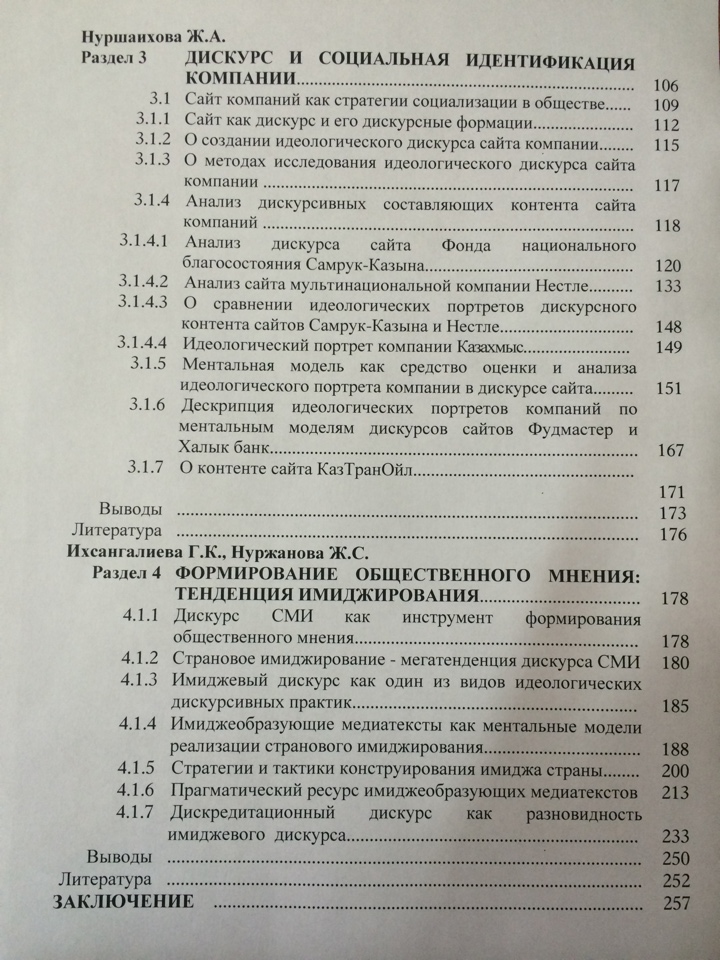 Нуршаихова Ж.А.
Раздел 3 ДИСКУРС И СОЦИАЛЬНАЯ ИДЕНТИФИКАЦИЯ
КОМПАНИИ........................................................................ 106
3.1 Сайт компаний как стратегии социализации в обществе...... 109
3.1.1 Сайт как дискурс и его дискурсные формации.................. 112
3.1.2 О создании идеологического дискурса сайта компании....... 115
3.1.3 О методах исследования идеологического дискурса сайта
компании .................................................................... 117
3.1.4 Анализ дискурсивных составляющих контента сайта
компаний .................................................................... 118
3.1.4.1 Анализ дискурса сайта Фонда национального
благосостояния Самрук-Казына...................................... 120
3.1.4.2 Анализ сайта мультинациональной компании Нестле......... 133
3.1.4.3 О сравнении идеологических портретов дискурсного
контента сайтов Самрук-Казына и Нестле......................... 148
3.1.4.4 Идеологический портрет компании Казахмыс.................... 149
3.1.5 Ментальная модель как средство оценки и анализа
идеологического портрета компании в дискурсе сайта......... 151
3.1.6 Дескрипция идеологических портретов компаний по
ментальным моделям дискурсов сайтов Фудмастер и
Халык банк.................................................................... 167
3.1.7 О контенте сайта КазТранОйл..........................................
171
Выводы .................................................................... 173
Литература .................................................................... 176
Ихсангалиева Г.К., Нуржанова Ж.С.
Раздел 4 ФОРМИРОВАНИЕ ОБЩЕСТВЕННОГО МНЕНИЯ:
ТЕНДЕНЦИЯ ИМИДЖИРОВАНИЯ.............................. 178
4.1.1 Дискурс СМИ как инструмент формирования
общественного мнения.................................................... 178
4.1.2 Страновое имиджирование - мегатенденция дискурса СМИ 180
4.1.3 Имиджевый дискурс как один из видов идеологических
дискурсивных практик.................................................... 185
4.1.4 Имиджеобразующие медиатексты как ментальные модели
реализации странового имиджирования............................ 188
4.1.5 Стратегии и тактики конструирования имиджа страны........ 200
4.1.6 Прагматический ресурс имиджеобразующих медиатекстов 213
4.1.7 Дискредитационный дискурс как разновидность
имиджевого дискурса...................................................... 233
Выводы .................................................................... 250
Литература .................................................................... 252
ЗАКЛЮЧЕНИЕ .................................................................... 257